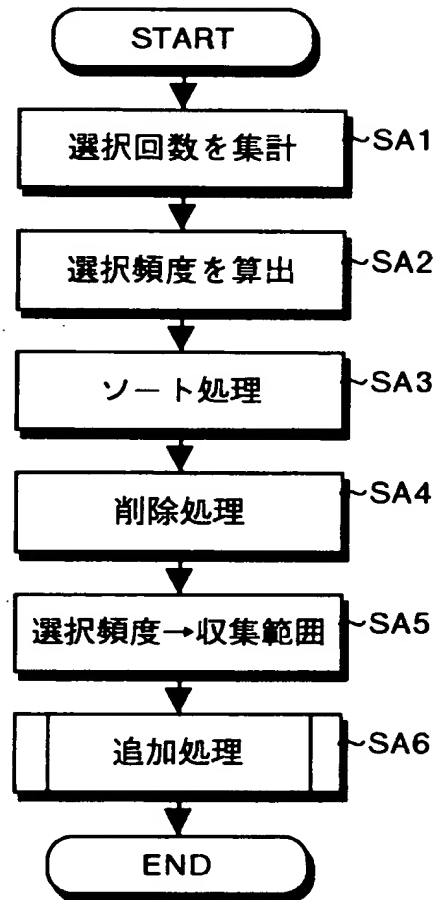 START
選択回数を集計
SA1
選択頻度を算出
SA2
ソート処理
SA3
削除処理
SA4
選択頻度→収集範囲
SA5
追加処理
SA6
END